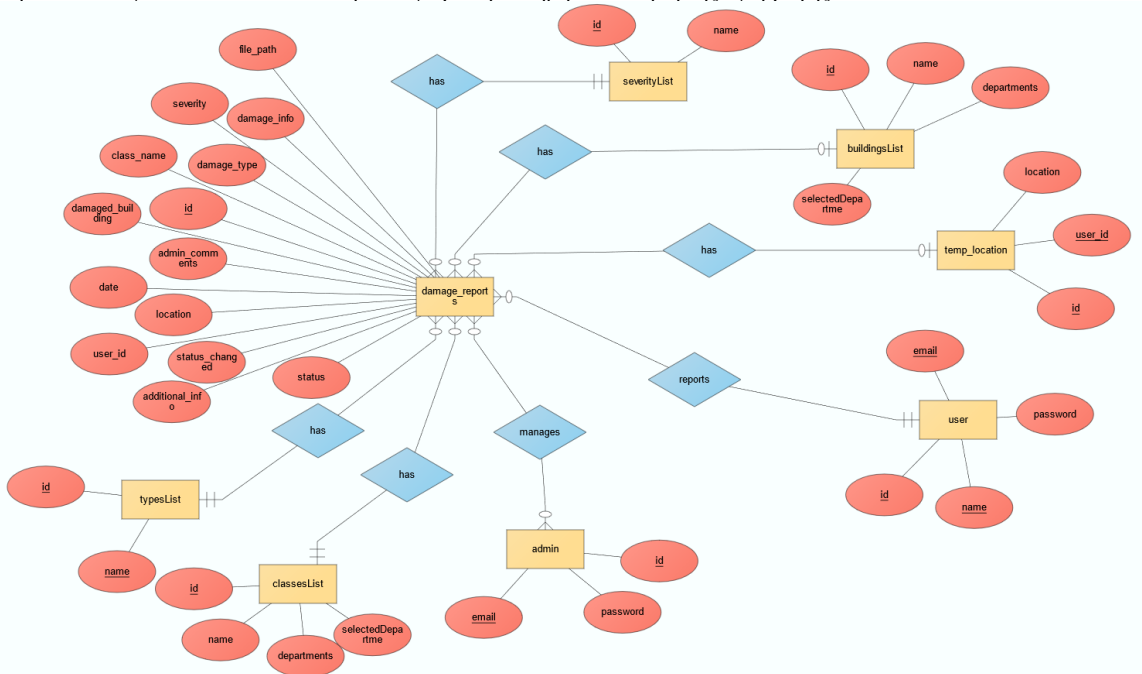 id
name
file_path
has
severityList
severity
damage_info
id
name
departments
class_name
damage_type
has
buildingsList
location
damaged_buil
ding
id
selectedDepa
rtme
user_id
admin_comm
ents
has
temp_location
date
damage_report
s
id
location
user_id
status_chang
ed
status
email
additional_inf
o
reports
password
user
has
manages
id
typesList
has
id
name
name
id
classesList
admin
id
name
departments
selectedDepa
rtme
email
password